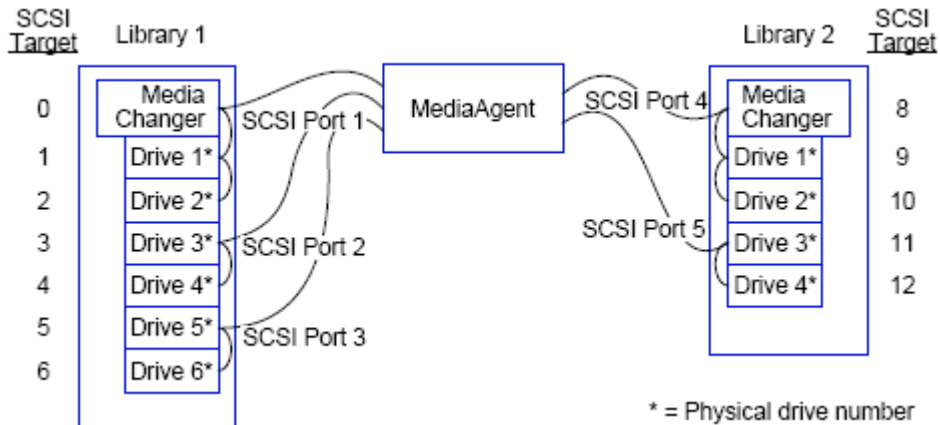 SCSI
Target
Library 1
Library 2
SCSI
Target
0
Media
Changer
SCSI Port 1
MediaAgent
SCSI Port 4
Media
Changer
8
1
Drive 1*
Drive 1*
9
2
Drive 2*
Drive 2*
10
3
Drive 3*
SCSI Port 2
SCSI Port 5
Drive 3*
11
4
Drive 4*
Drive 4*
12
5
Drive 5*
SCSI Port 3
6
Drive 6*
* = Physical drive number